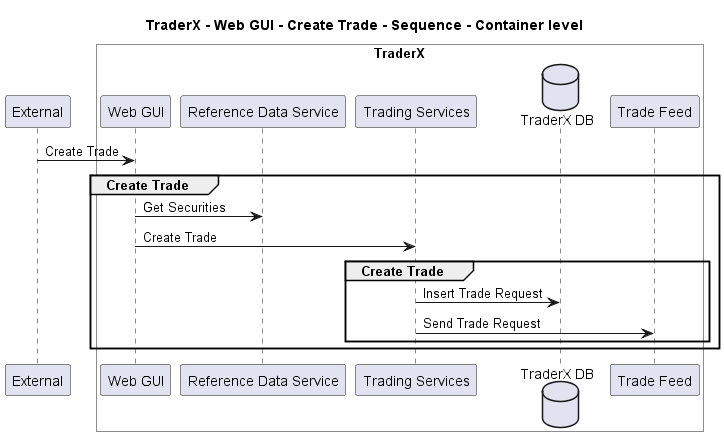 TraderX - Web GUI - Create Trade - Sequence - Container level
TraderX
External
Web GUI
Reference Data Service
Trading Services
TraderX DB
Trade Feed
Create Trade
Create Trade
Get Securities
Create Trade
Create Trade
Insert Trade Request
Send Trade Request
External
Web GUI
Reference Data Service
Trading Services
TraderX DB
Trade Feed